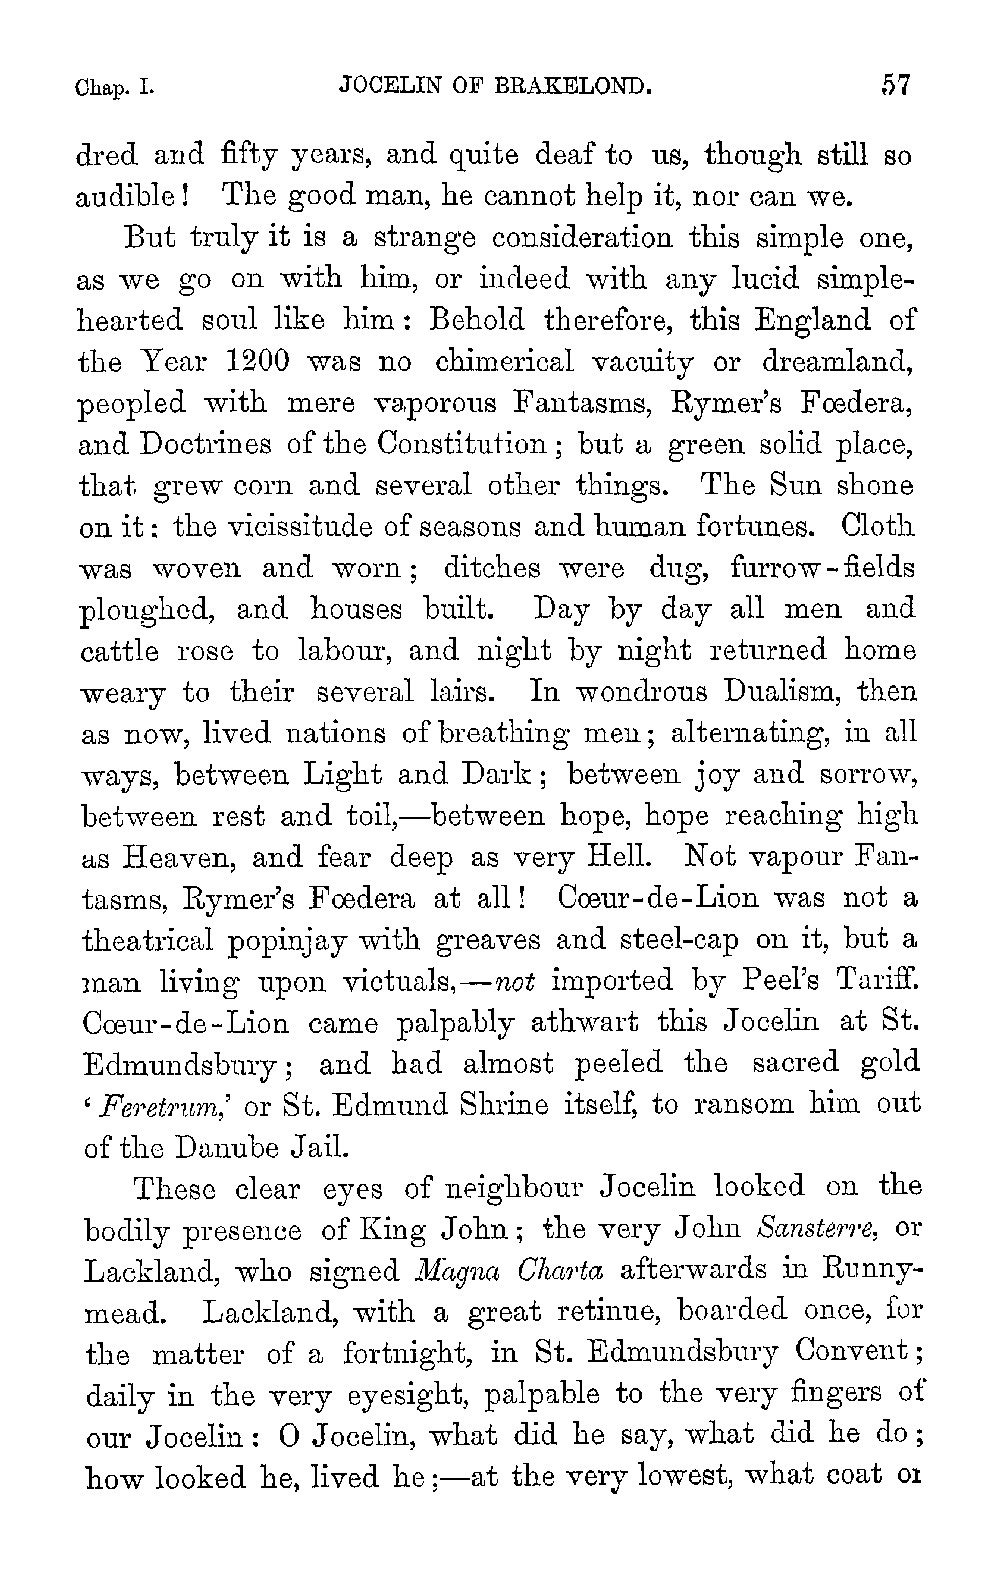 Chap. I. JOCELIN OF BRAKELOND. 57
dred and fifty years, and quite deaf to us, though still so
audible! The good man, he cannot help it, nor can we.
But truly it is a strange consideration this simple one,
as we go on with him, or indeed with any lucid simple-
hearted soul like him: Behold therefore, this England of
the Year 1200 was no chimerical vacuity or dreamland,
peopled with mere vaporous Fantasms, Rymer's Fœdera,
and Doctrines of the Constitution; but a green solid place,
that grew corn and several other things. The Sun shone
on it: the vicissitude of seasons and human fortunes. Cloth
was woven and worn; ditches were dug, furrow-fields
ploughed, and houses built. Day by day all men and
cattle rose to labour, and night by night returned home
weary to their several lairs. In wondrous Dualism, then
as now, lived nations of breathing men; alternating, in all
ways, between Light and Dark; between joy and sorrow,
between rest and toil,—between hope, hope reaching high
as Heaven, and fear deep as very Hell. Not vapour Fan-
tasms, Rymer's Fœdera at all! Cœur-de-Lion was not a
theatrical popinjay with greaves and steel-cap on it, but a
man living upon victuals,—not imported by Peel's Tariff.
Cœur-de-Lion came palpably athwart this Jocelin at St.
Edmundsbury; and had almost peeled the sacred gold
'Feretrum,' or St. Edmund Shrine itself, to ransom him out
of the Danube Jail.
These clear eyes of neighbour Jocelin looked on the
bodily presence of King John; the very John Sansterre, or
Lackland, who signed Magna Charta afterwards in Runny-
mead. Lackland, with a great retinue, boarded once, for
the matter of a fortnight, in St. Edmundsbury Convent;
daily in the very eyesight, palpable to the very fingers of
our Jocelin: O Jocelin, what did he say, what did he do;
how looked he, lived he;—at the very lowest, what coat or